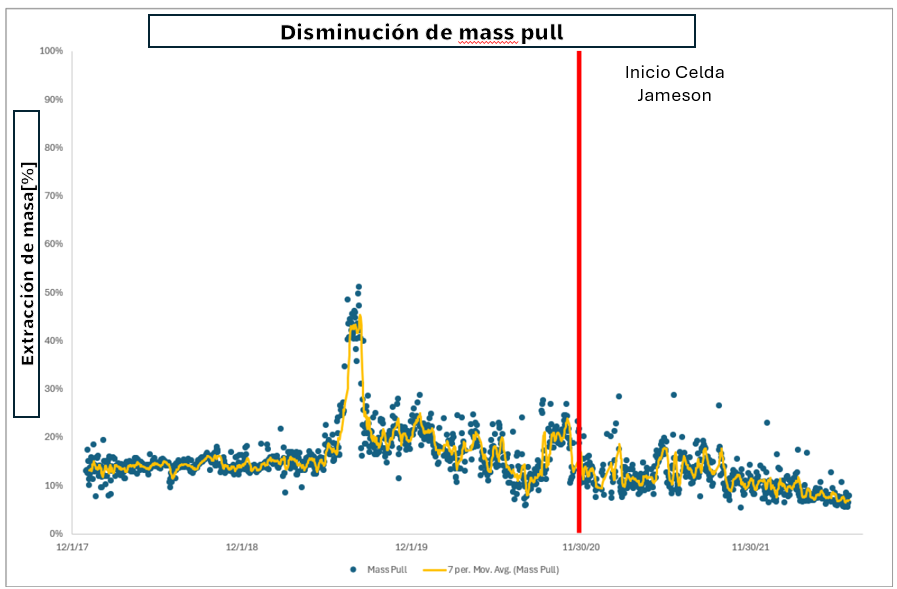 Disminución de mass pull
Inicio Celda
Jameson
Extracción de masa[%]
100%
90%
80%
70%
60%
50%
40%
30%
20%
10%
0%
12/1/17
12/1/18
12/1/19
11/30/20
11/30/21
Mass Pull
7 per. Mov. Avg. (Mass Pull)